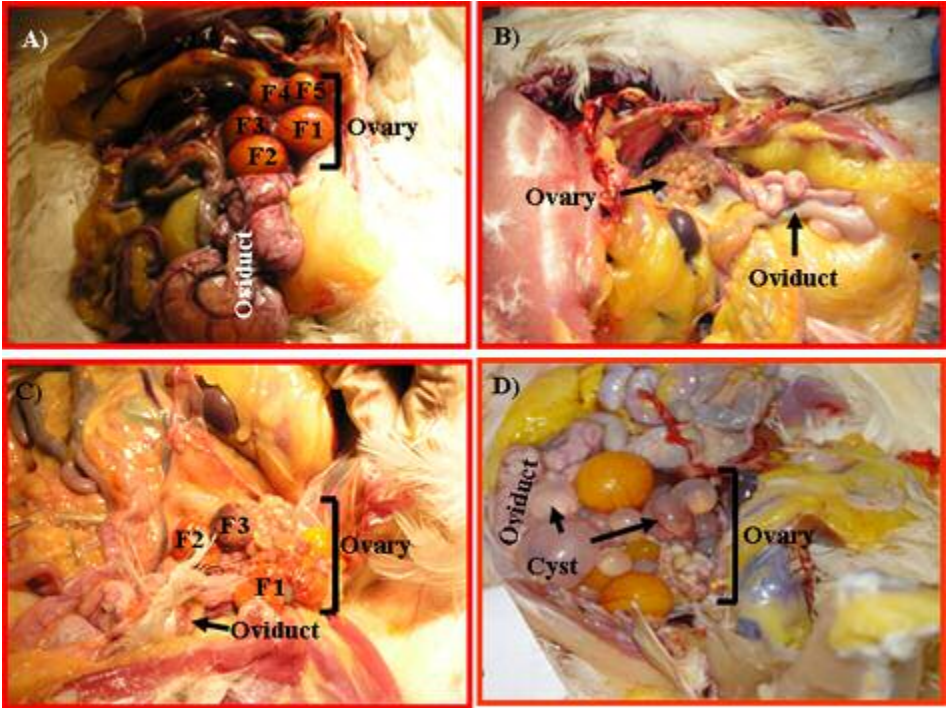 A)
F4 F5
F3 F1 Ovary
F2
Oviduct
B)
Ovary
Oviduct
C)
F3
F2 Ovary
F1
Oviduct
D)
Oviduct
Cyst Ovary